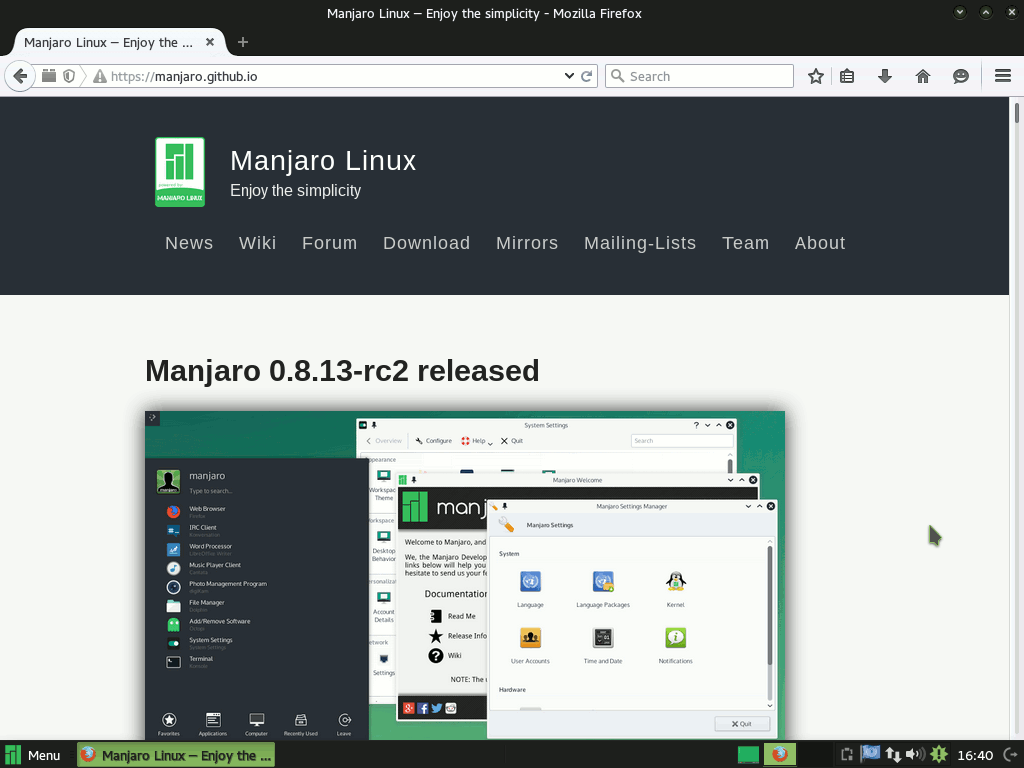 Manjaro Linux — Enjoy the simplicity - Mozilla Firefox
Manjaro Linux — Enjoy the ...
https://manjaro.github.io
Search
Manjaro Linux
Enjoy the simplicity
MANJARO LINUX
News Wiki Forum Download Mirrors Mailing-Lists Team About
Manjaro 0.8.13-rc2 released
System Settings
Overview Configure Help Quit
Search
Appearance
Workspace
Theme
Workspace
Desktop
Behavior
Personalization
Account
Details
Network
Settings
manjaro
Type to search...
Web Browser
Firefox
IRC Client
Konversation
Word Processor
LibreOffice Writer
Music Player Client
Cantata
Photo Management Program
digiKam
File Manager
Dolphin
Add/Remove Software
Octopi
System Settings
System Settings
Terminal
Konsole
Favorites Applications Computer Recently Used Leave
Manjaro Welcome
manj
Welcome to Manjaro, and
We, the Manjaro Develop
links below will help you
hesitate to send us your fe
Documentation
Read Me
Release Info
Wiki
NOTE: The
Manjaro Settings Manager
Manjaro Settings
System
Language Language Packages Kernel
User Accounts Time and Date Notifications
Hardware
Quit
Menu
Manjaro Linux — Enjoy the ...
16:40